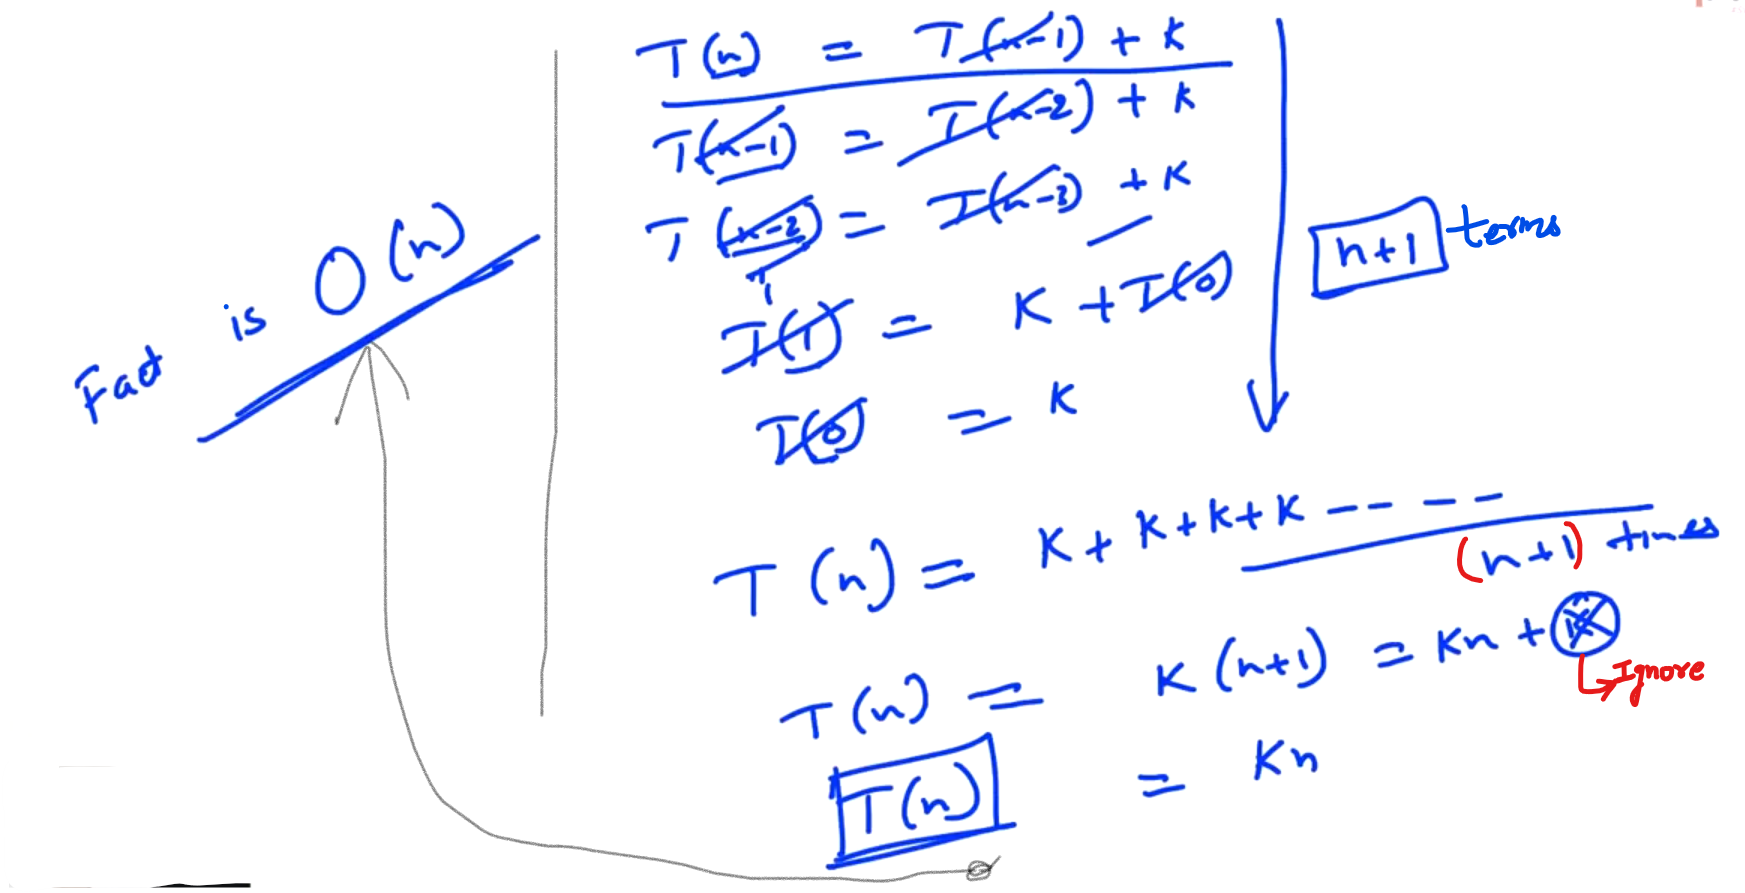 T(n) = T(n-1) + K
T(n-1) = T(n-2) + K
T(n-2) = T(n-3) + K
T(1) = K + T(0)
T(0) = K
n+1 terms
Fact is O(n)
T(n) = K + K + K + K -- - -
(n+1) times
T(n) = K(n+1) = Kn + K
Ignore
T(n) = Kn